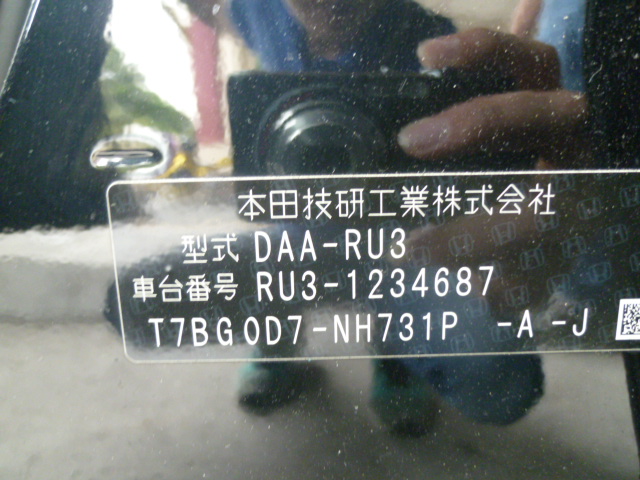 本田技研工業株式会社
型式 DAA-RU3
車台番号 RU3-1234687
T7BG0D7-NH731P -A-J